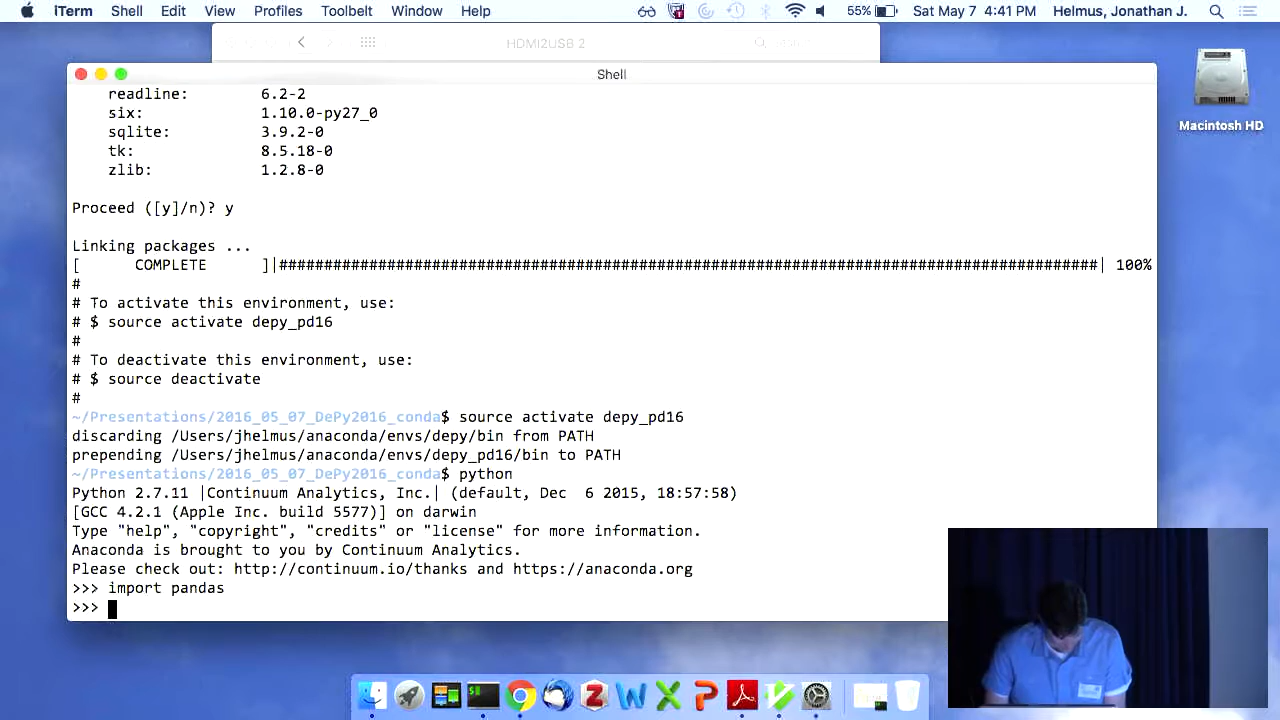 iTerm Shell Edit View Profiles Toolbelt Window Help 55% Sat May 7 4:41 PM Helmus, Jonathan J.
HDMI2USB 2
Shell
Macintosh HD
readline: 6.2-2
six: 1.10.0-py27_0
sqlite: 3.9.2-0
tk: 8.5.18-0
zlib: 1.2.8-0
Proceed ([y]/n)? y
Linking packages ...
[ COMPLETE ]|###########################################################################################| 100%
#
# To activate this environment, use:
# $ source activate depy_pd16
#
# To deactivate this environment, use:
# $ source deactivate
#
~/Presentations/2016_05_07_DePy2016_conda$ source activate depy_pd16
discarding /Users/jhelmus/anaconda/envs/depy/bin from PATH
prepending /Users/jhelmus/anaconda/envs/depy_pd16/bin to PATH
~/Presentations/2016_05_07_DePy2016_conda$ python
Python 2.7.11 |Continuum Analytics, Inc.| (default, Dec  6 2015, 18:57:58)
[GCC 4.2.1 (Apple Inc. build 5577)] on darwin
Type "help", "copyright", "credits" or "license" for more information.
Anaconda is brought to you by Continuum Analytics.
Please check out: http://continuum.io/thanks and https://anaconda.org
>>> import pandas
>>>